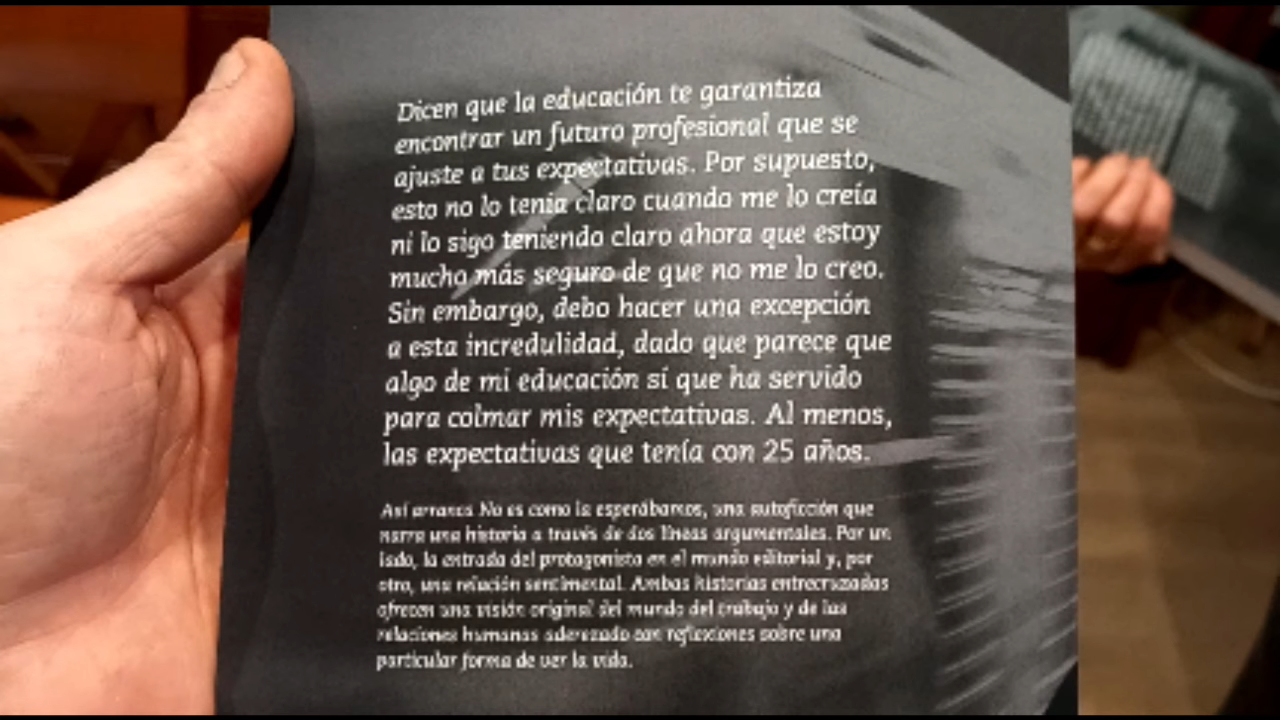 Dicen que la educación te garantiza
encontrar un futuro profesional que se
ajuste a tus expectativas. Por supuesto,
esto no lo tenía claro cuando me lo creía
ni lo sigo teniendo claro ahora que estoy
mucho más seguro de que no me lo creo.
Sin embargo, debo hacer una excepción
a esta incredulidad, dado que parece que
algo de mi educación sí que ha servido
para colmar mis expectativas. Al menos,
las expectativas que tenía con 25 años.
Así arranca No es como la esperábamos, una autoficción que
narra una historia a través de dos líneas argumentales. Por un
lado, la entrada del protagonista en el mundo editorial y, por
otro, una relación sentimental. Ambas historias entrecruzadas
ofrecen una visión original del mundo del trabajo y de las
relaciones humanas aderezado con reflexiones sobre una
particular forma de ver la vida.